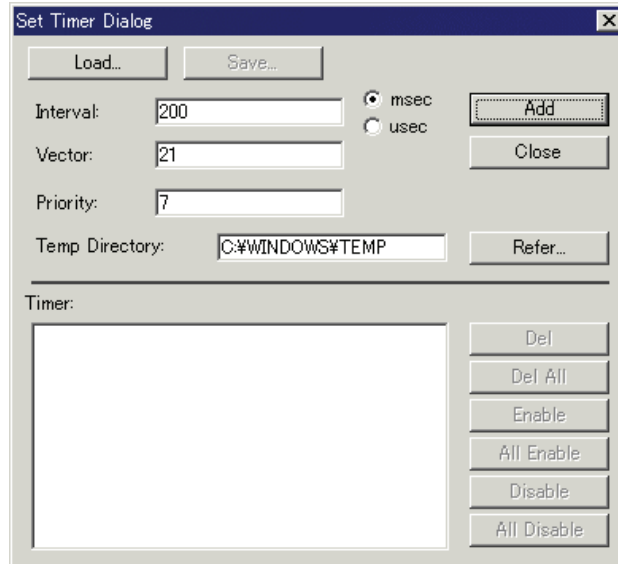 Set Timer Dialog
Load...
Save...
Interval:
200
msec
usec
Add
Vector:
21
Close
Priority:
7
Temp Directory:
C:¥WINDOWS¥TEMP
Refer...
Timer:
Del
Del All
Enable
All Enable
Disable
All Disable